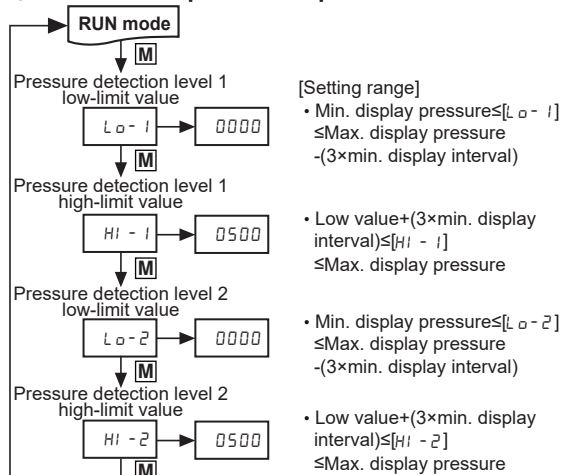 RUN mode
M
Pressure detection level 1
low-limit value
Lo-1
0000
[Setting range]
• Min. display pressure≤[Lo-1]
≤Max. display pressure
-(3×min. display interval)
M
Pressure detection level 1
high-limit value
HI-1
0500
• Low value+(3×min. display
interval)≤[HI-1]
≤Max. display pressure
M
Pressure detection level 2
low-limit value
Lo-2
0000
• Min. display pressure≤[Lo-2]
≤Max. display pressure
-(3×min. display interval)
M
Pressure detection level 2
high-limit value
HI-2
0500
• Low value+(3×min. display
interval)≤[HI-2]
≤Max. display pressure
M